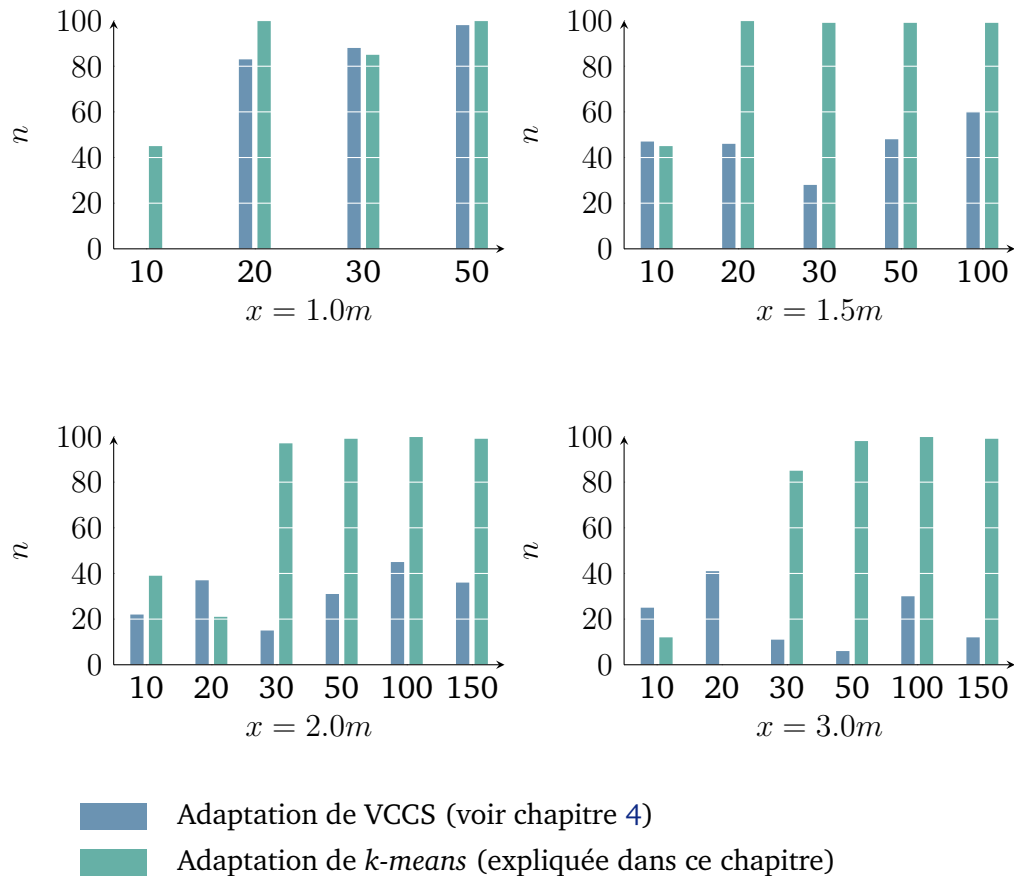 100
80
60
40
20
0
n
10 20 30 50
x = 1.0m
100
80
60
40
20
0
n
10 20 30 50 100
x = 1.5m
100
80
60
40
20
0
n
10 20 30 50 100 150
x = 2.0m
100
80
60
40
20
0
n
10 20 30 50 100 150
x = 3.0m
Adaptation de VCCS (voir chapitre 4)
Adaptation de k-means (expliquée dans ce chapitre)